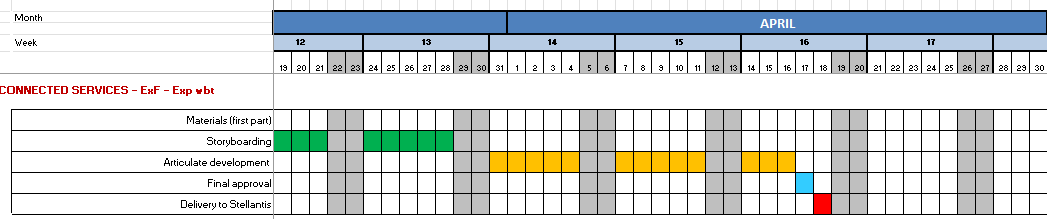 Month APRIL
Week 12 13 14 15 16 17
19 20 21 22 23 24 25 26 27 28 29 30 31 1 2 3 4 5 6 7 8 9 10 11 12 13 14 15 16 17 18 19 20 21 22 23 24 25 26 27 28 29 30
CONNECTED SERVICES - ExF - Exp wbt
Materials (first part)
Storyboarding
Articulate development
Final approval
Delivery to Stellantis